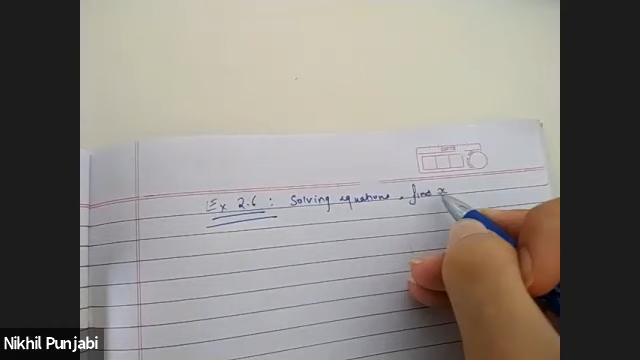 Ex 2.6 : Solving equations, find x
Nikhil Punjabi